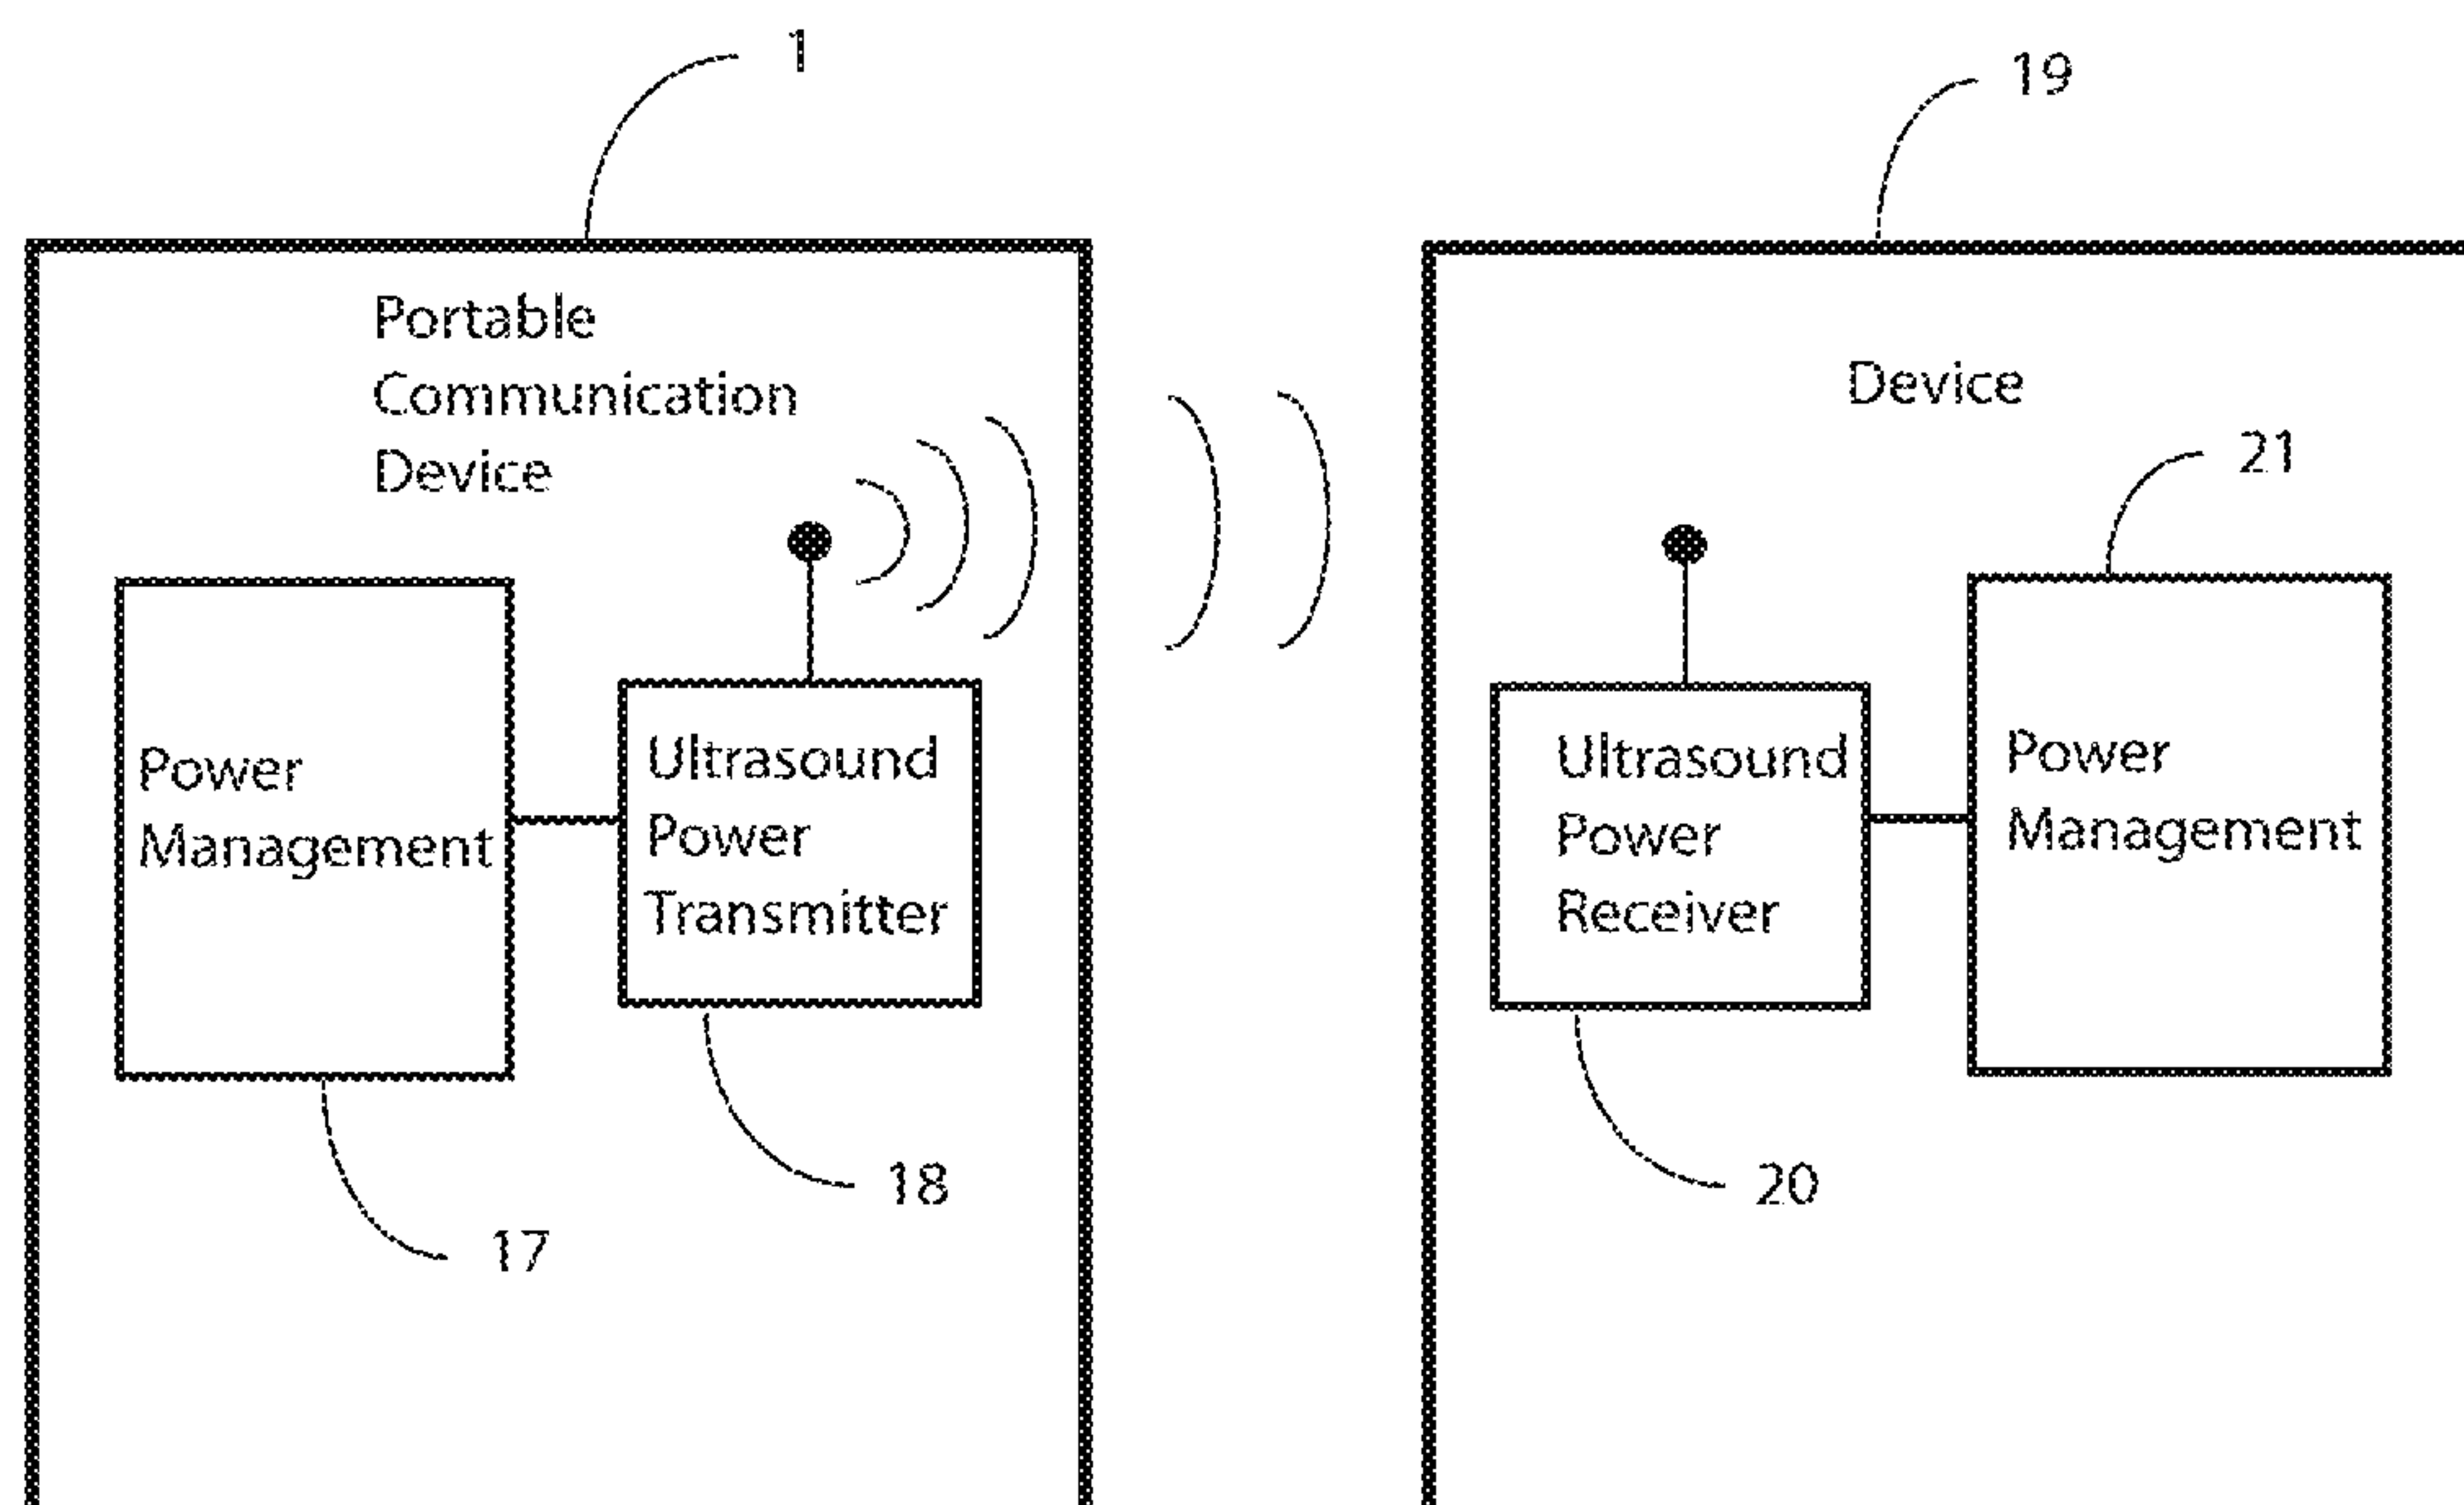 1
19
Portable
Communication
Device
Device
21
Power
Management
Ultrasound
Power
Transmitter
Ultrasound
Power
Receiver
Power
Management
18
20
17